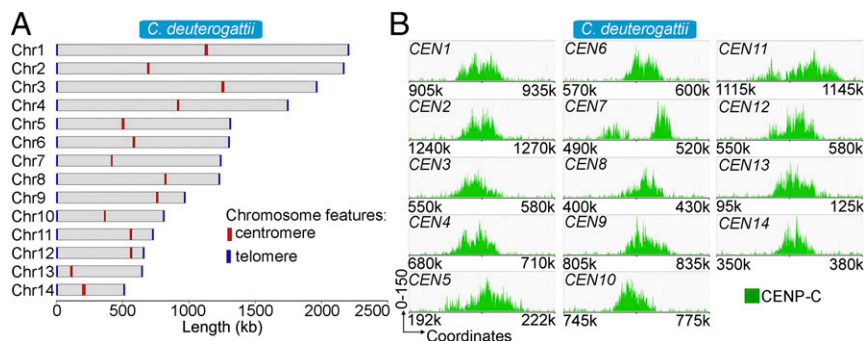 A
C. deuterogattii
Chr1
Chr2
Chr3
Chr4
Chr5
Chr6
Chr7
Chr8
Chr9
Chr10
Chr11
Chr12
Chr13
Chr14
Chromosome features:
centromere
telomere
0 500 1000 1500 2000 2500
Length (kb)
B
C. deuterogattii
CEN1
905k 935k
CEN2
1240k 1270k
CEN3
550k 580k
CEN4
680k 710k
CEN5
192k 222k
0-150
Coordinates
CEN6
570k 600k
CEN7
490k 520k
CEN8
400k 430k
CEN9
805k 835k
CEN10
745k 775k
CEN11
1115k 1145k
CEN12
550k 580k
CEN13
95k 125k
CEN14
350k 380k
CENP-C